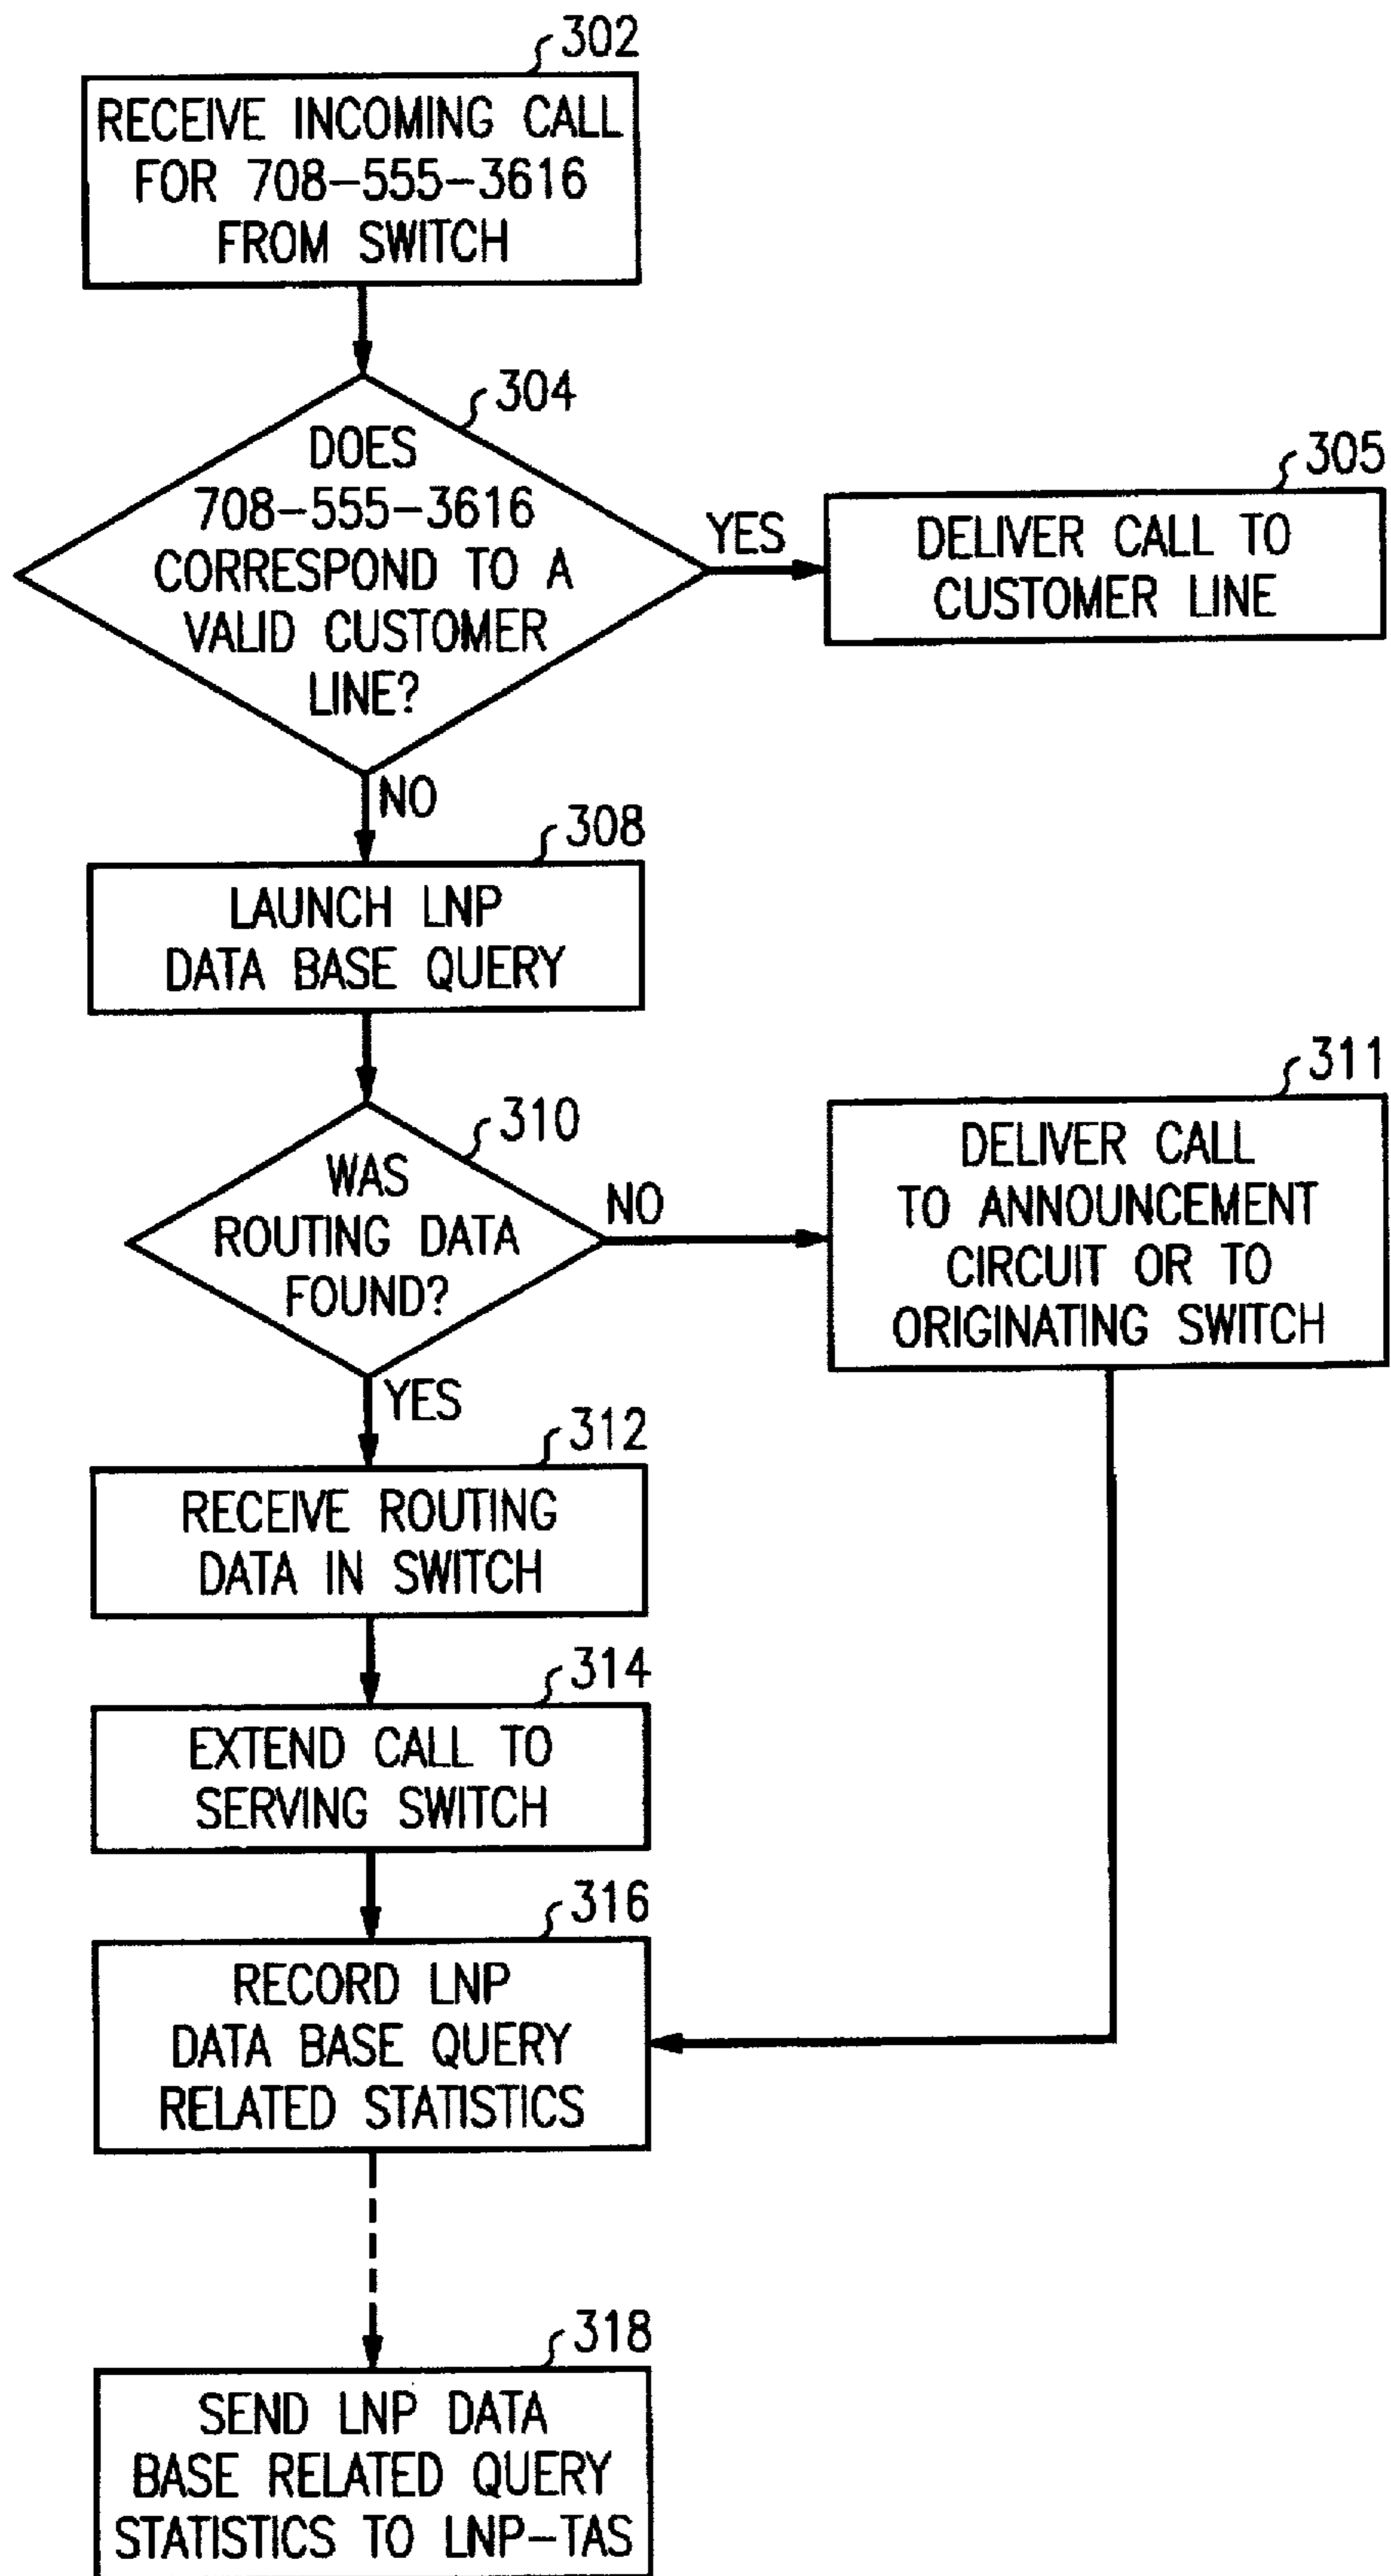 302
RECEIVE INCOMING CALL
FOR 708-555-3616
FROM SWITCH
304
DOES
708-555-3616
CORRESPOND TO A
VALID CUSTOMER
LINE?
YES
305
DELIVER CALL TO
CUSTOMER LINE
NO
308
LAUNCH LNP
DATA BASE QUERY
310
WAS
ROUTING DATA
FOUND?
NO
311
DELIVER CALL
TO ANNOUNCEMENT
CIRCUIT OR TO
ORIGINATING SWITCH
YES
312
RECEIVE ROUTING
DATA IN SWITCH
314
EXTEND CALL TO
SERVING SWITCH
316
RECORD LNP
DATA BASE QUERY
RELATED STATISTICS
318
SEND LNP DATA
BASE RELATED QUERY
STATISTICS TO LNP-TAS